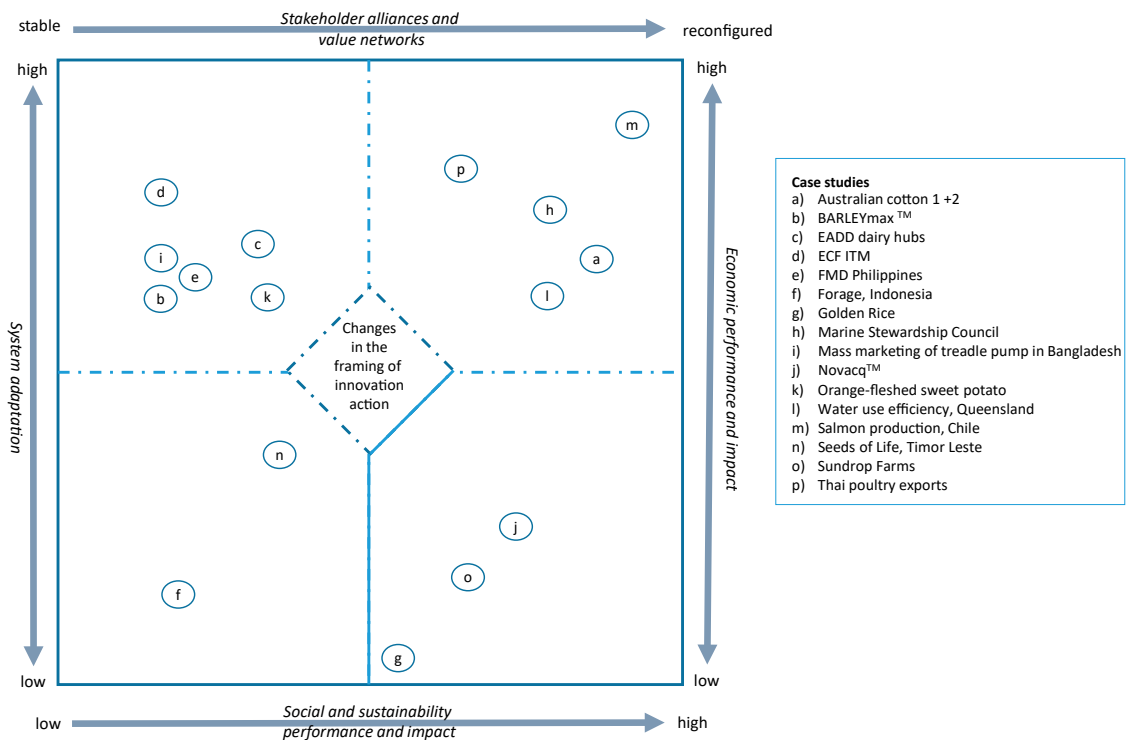 Stakeholder alliances and
value networks
stable
reconfigured
high
high
m
p
d
h
c
i
a
e
b
k
l
Changes
in the
framing of
innovation
action
System adaptation
Economic performance and impact
n
j
o
f
g
low
low
low
Social and sustainability
performance and impact
high
Case studies
a) Australian cotton 1 +2
b) BARLEYmax TM
c) EADD dairy hubs
d) ECF ITM
e) FMD Philippines
f) Forage, Indonesia
g) Golden Rice
h) Marine Stewardship Council
i) Mass marketing of treadle pump in Bangladesh
j) NovacqTM
k) Orange-fleshed sweet potato
l) Water use efficiency, Queensland
m) Salmon production, Chile
n) Seeds of Life, Timor Leste
o) Sundrop Farms
p) Thai poultry exports